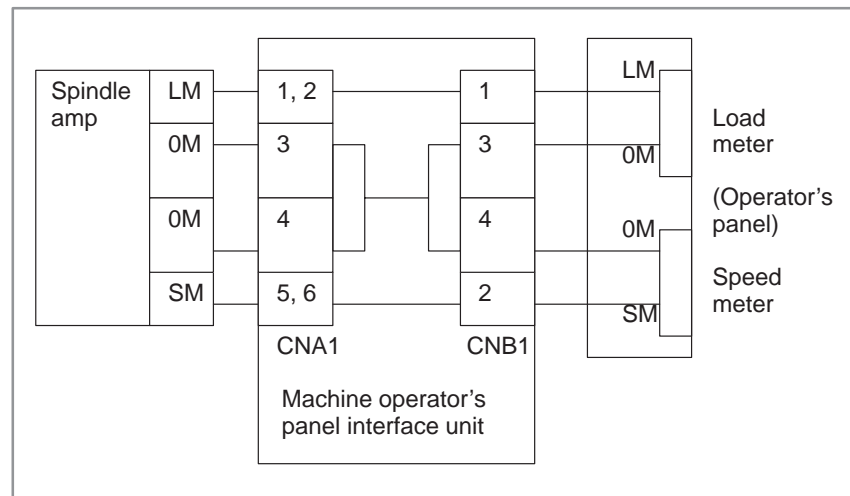 Spindle
amp
LM
0M
0M
SM
1, 2
3
4
5, 6
CNA1
1
3
4
2
CNB1
Machine operator’s
panel interface unit
LM
0M
0M
SM
Load
meter
(Operator’s
panel)
Speed
meter